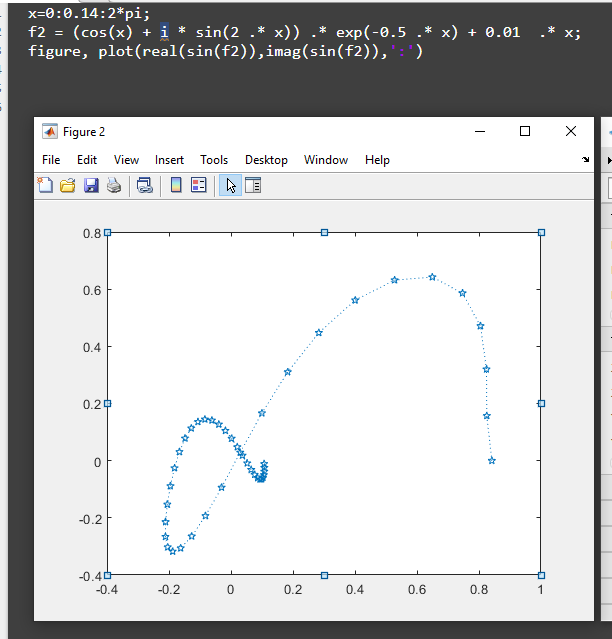 x=0:0.14:2*pi;
f2 = (cos(x) + i * sin(2 .* x)) .* exp(-0.5 .* x) + 0.01  .* x;
figure, plot(real(sin(f2)),imag(sin(f2)),':')
Figure 2
File Edit View Insert Tools Desktop Window Help
0.8
0.6
0.4
0.2
0
-0.2
-0.4
-0.4 -0.2 0 0.2 0.4 0.6 0.8 1